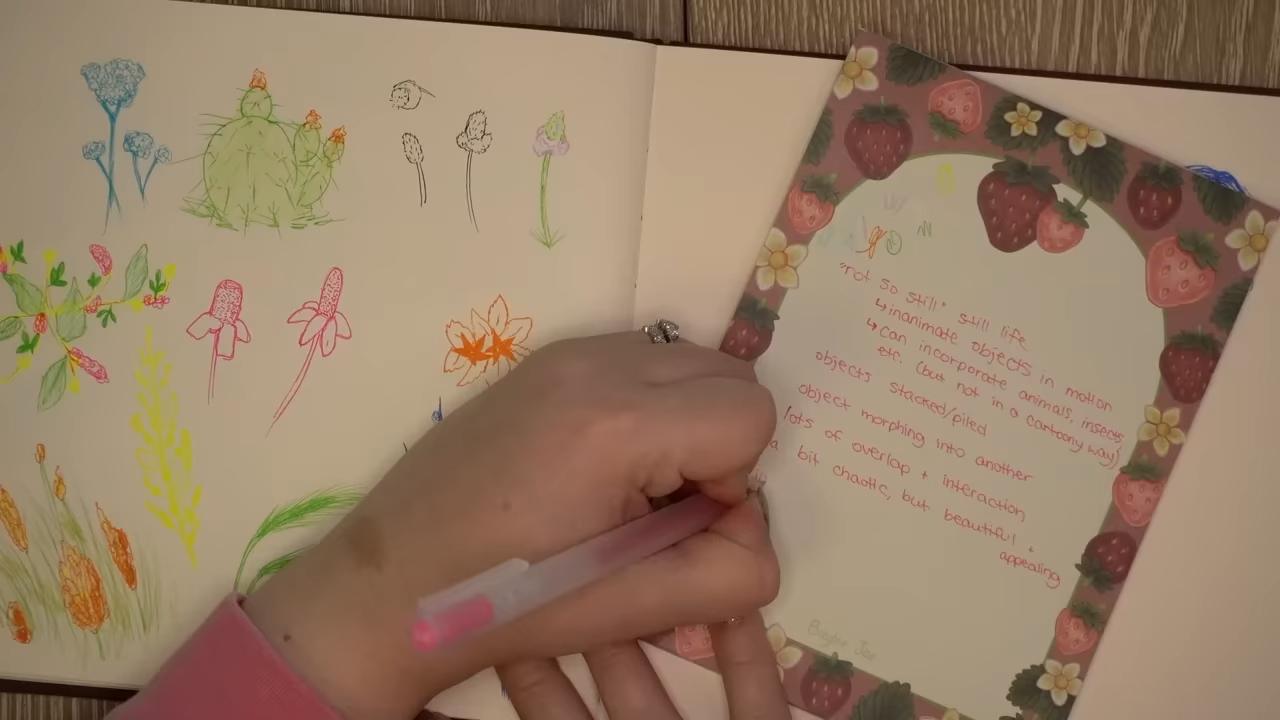 "not so still" still life
↳inanimate objects in motion
↳can incorporate animals, insects,
etc. (but not in a cartoony way)
objects stacked/piled
object morphing into another
lots of overlap + interaction
a bit chaotic, but beautiful +
appealing